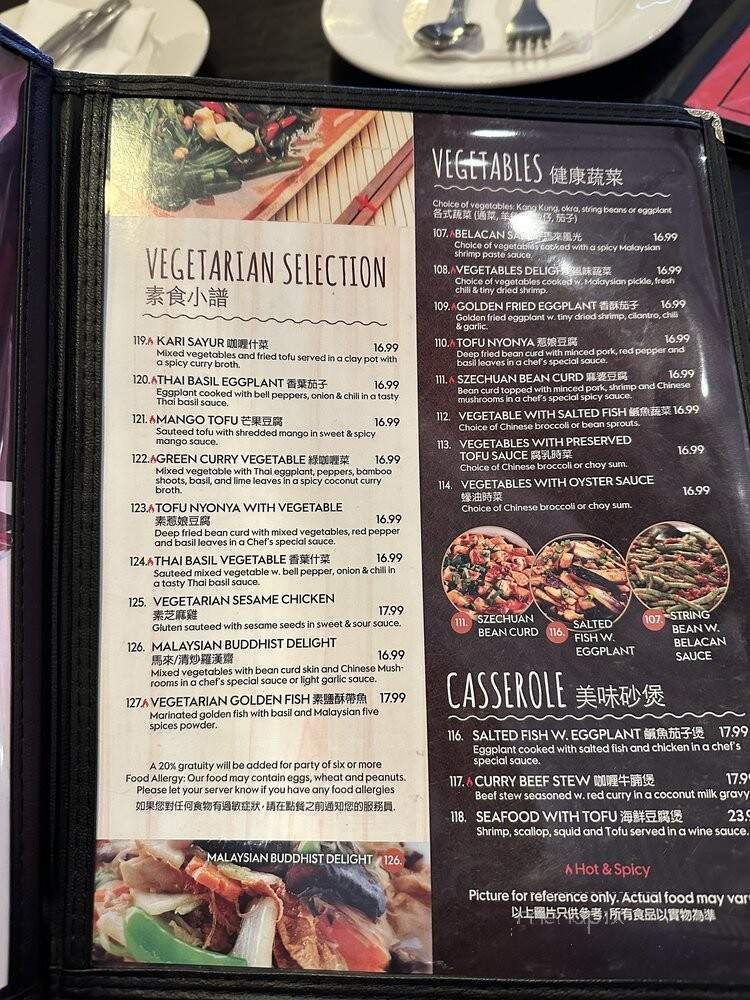 VEGETARIAN SELECTION
素食小譜
119. KARI SAYUR 咖喱什菜 16.99
Mixed vegetables and fried tofu served in a clay pot with
a spicy curry broth.
120. THAI BASIL EGGPLANT 香葉茄子 16.99
Eggplant cooked with bell peppers, onion & chili in a tasty
Thai basil sauce.
121. MANGO TOFU 芒果豆腐 16.99
Sauteed tofu with shredded mango in sweet & spicy
mango sauce.
122. GREEN CURRY VEGETABLE 綠咖喱菜 16.99
Mixed vegetable with Thai eggplant, peppers, bamboo
shoots, basil, and lime leaves in a spicy coconut curry
broth.
123. TOFU NYONYA WITH VEGETABLE
素惹娘豆腐 16.99
Deep fried bean curd with mixed vegetables, red pepper
and basil leaves in a Chef's special sauce.
124. THAI BASIL VEGETABLE 香葉什菜 16.99
Sauteed mixed vegetable w. bell pepper, onion & chili in
a tasty Thai basil sauce.
125. VEGETARIAN SESAME CHICKEN
素芝麻雞 17.99
Gluten sauteed with sesame seeds in sweet & sour sauce.
126. MALAYSIAN BUDDHIST DELIGHT
馬來/清炒羅漢齋 16.99
Mixed vegetables with bean curd skin and Chinese Mush-
rooms in a chef's special sauce or light garlic sauce.
127. VEGETARIAN GOLDEN FISH 素鹽酥帶魚 17.99
Marinated golden fish with basil and Malaysian five
spices powder.
A 20% gratuity will be added for party of six or more
Food Allergy: Our food may contain eggs, wheat and peanuts.
Please let your server know if you have any food allergies
如果您對任何食物有過敏症狀，請在點餐之前通知您的服務員.
MALAYSIAN BUDDHIST DELIGHT 126.
VEGETABLES 健康蔬菜
Choice of vegetables: Kang Kung, okra, string beans or eggplant
各式蔬菜 (通菜, 茄子)
107. BELACAN 馬來風光 16.99
Choice of vegetables cooked with a spicy Malaysian
shrimp paste sauce.
108. VEGETABLES DELIGHT 風味蔬菜 16.99
Choice of vegetables cooked w. Malaysian pickle, fresh
chili & tiny dried shrimp.
109. GOLDEN FRIED EGGPLANT 香酥茄子 16.99
Golden fried eggplant w. tiny dried shrimp, cilantro, chili
& garlic.
110. TOFU NYONYA 惹娘豆腐 16.99
Deep fried bean curd with minced pork, red pepper and
basil leaves in a chef's special sauce.
111. SZECHUAN BEAN CURD 麻婆豆腐 16.99
Bean curd topped with minced pork, shrimp and Chinese
mushrooms in a chef's special spicy sauce.
112. VEGETABLE WITH SALTED FISH 鹹魚蔬菜 16.99
Choice of Chinese broccoli or bean sprouts.
113. VEGETABLES WITH PRESERVED
TOFU SAUCE 腐乳時菜 16.99
Choice of Chinese broccoli or choy sum.
114. VEGETABLES WITH OYSTER SAUCE
蠔油時菜 16.99
Choice of Chinese broccoli or choy sum.
111. SZECHUAN
BEAN CURD
116. SALTED
FISH W.
EGGPLANT
107. STRING
BEAN W.
BELACAN
SAUCE
CASSEROLE 美味砂煲
116. SALTED FISH W. EGGPLANT 鹹魚茄子煲 17.99
Eggplant cooked with salted fish and chicken in a chef's
special sauce.
117. CURRY BEEF STEW 咖喱牛腩煲 17.99
Beef stew seasoned w. red curry in a coconut milk gravy
118. SEAFOOD WITH TOFU 海鮮豆腐煲 23.9
Shrimp, scallop, squid and Tofu served in a wine sauce.
Hot & Spicy
Picture for reference only. Actual food may vary
以上圖片只供參考，所有食品以實物為準